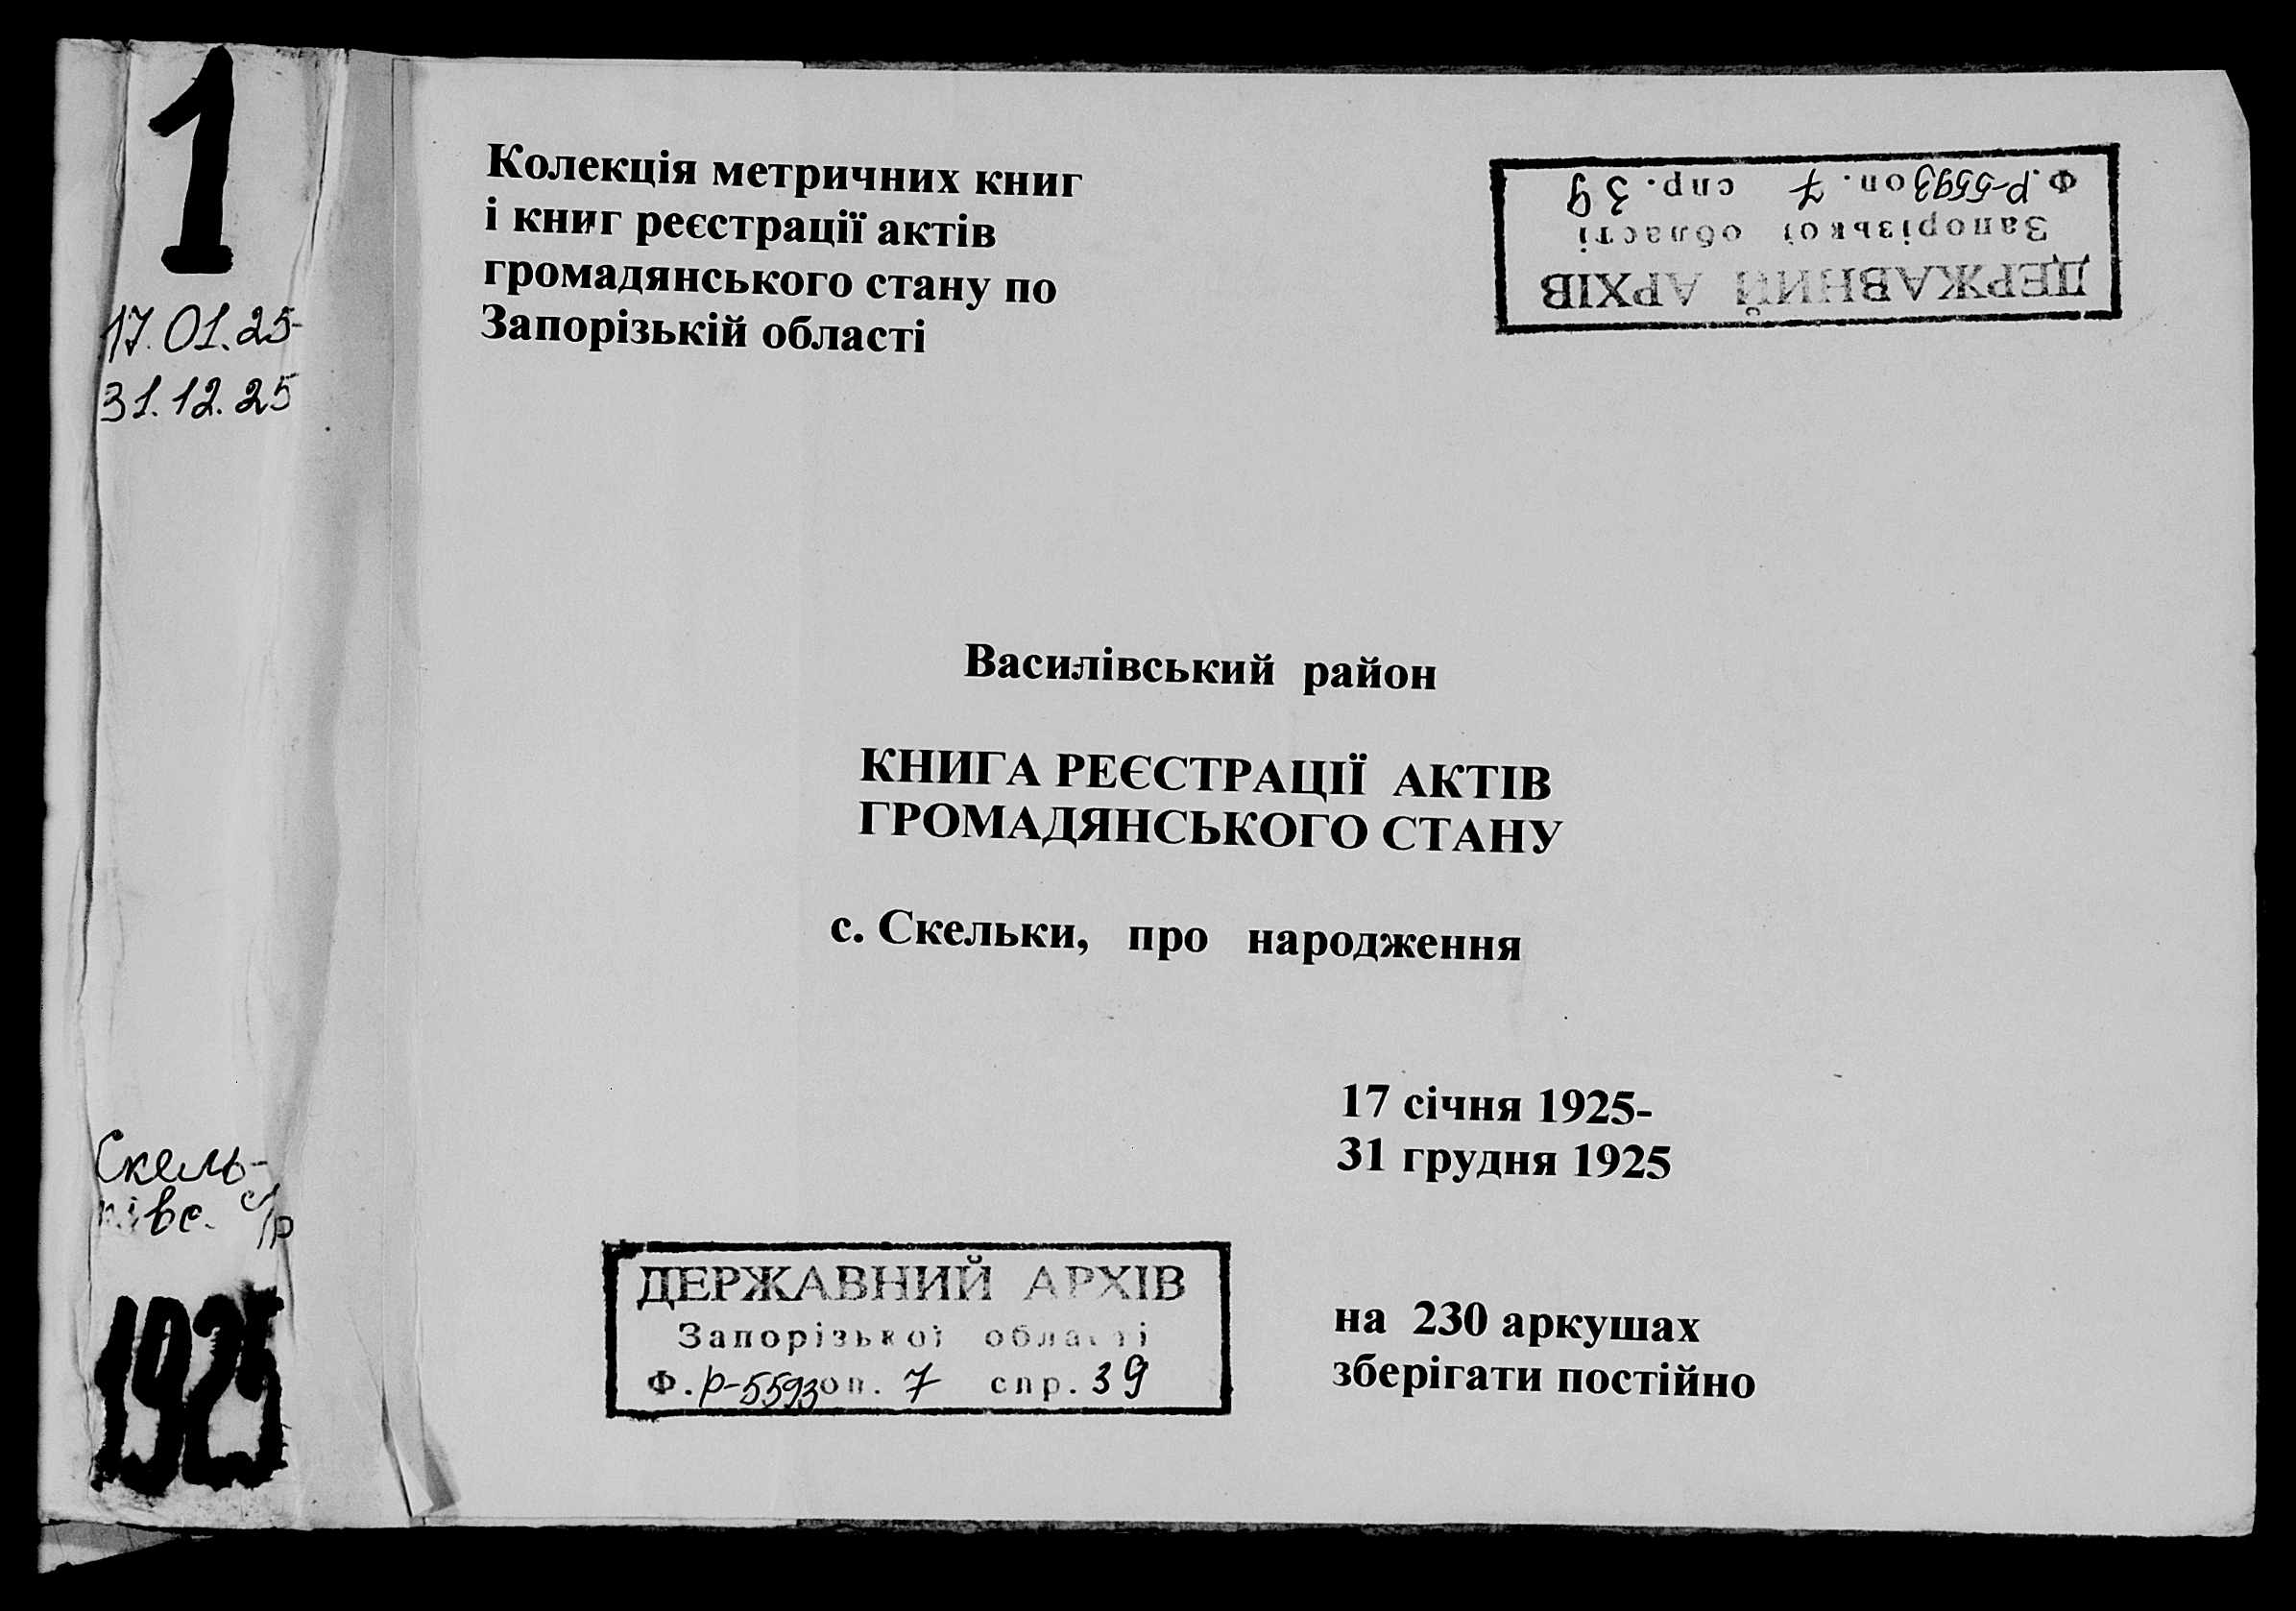 1
17.01.25-
31.12.25
Скель-
ківс. с/р
1925
Колекція метричних книг
і книг реєстрації актів
громадянського стану по
Запорізькій області
ДЕРЖАВНИЙ АРХІВ
Запорізької області
Ф.Р-5593 оп. 7 спр. 39
Василівський район
КНИГА РЕЄСТРАЦІЇ АКТІВ
ГРОМАДЯНСЬКОГО СТАНУ
с. Скельки, про народження
17 січня 1925-
31 грудня 1925
ДЕРЖАВНИЙ АРХІВ
Запорізької області
Ф.Р-5593 оп. 7 спр. 39
на 230 аркушах
зберігати постійно